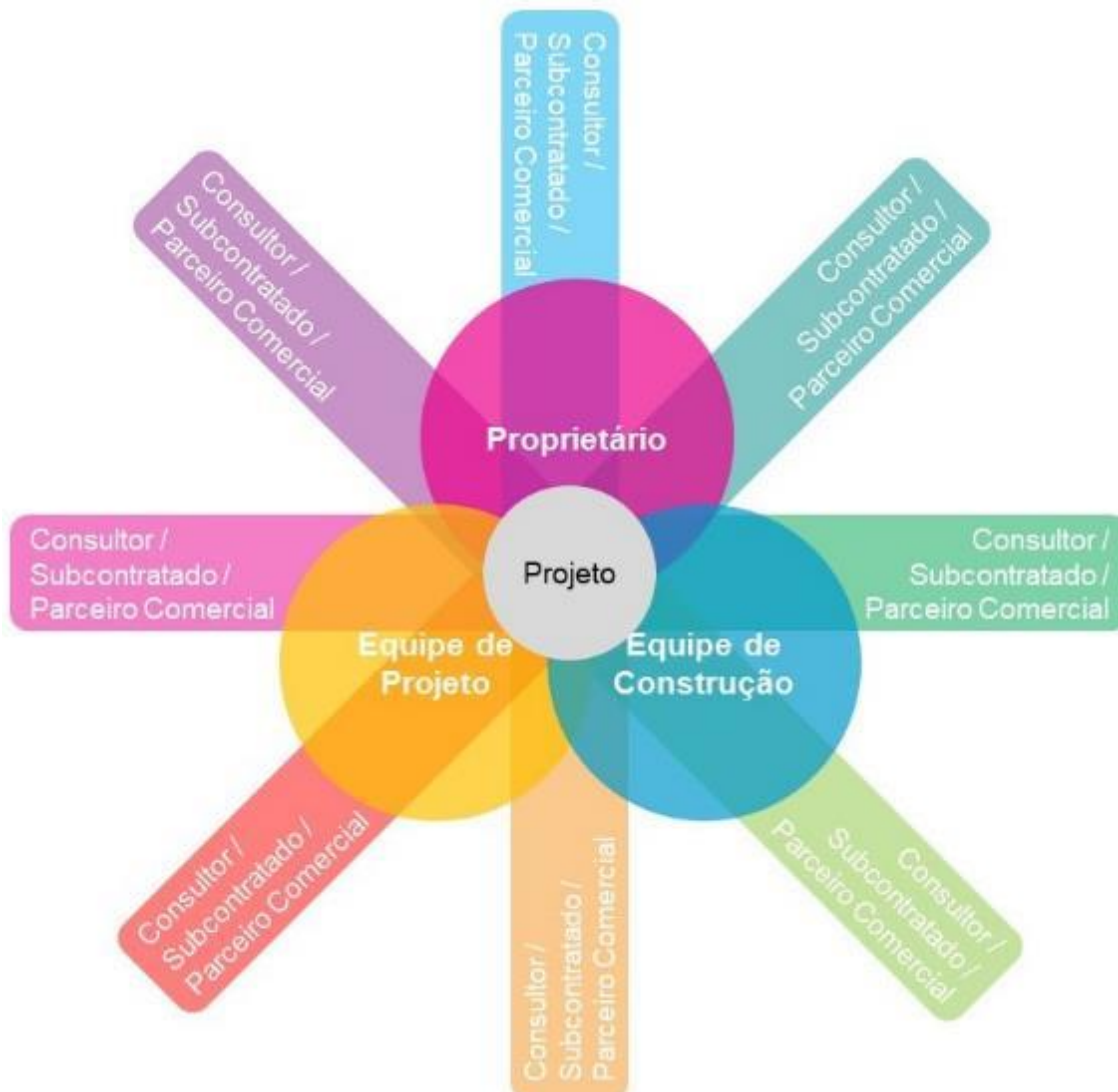 Consultor /
Subcontratado /
Parceiro Comercial
Consultor /
Subcontratado /
Parceiro Comercial
Consultor /
Subcontratado /
Parceiro Comercial
Proprietário
Consultor /
Subcontratado /
Parceiro Comercial
Projeto
Consultor /
Subcontratado /
Parceiro Comercial
Equipe de
Projeto
Equipe de
Construção
Consultor /
Subcontratado /
Parceiro Comercial
Consultor /
Subcontratado /
Parceiro Comercial
Consultor /
Subcontratado /
Parceiro Comercial